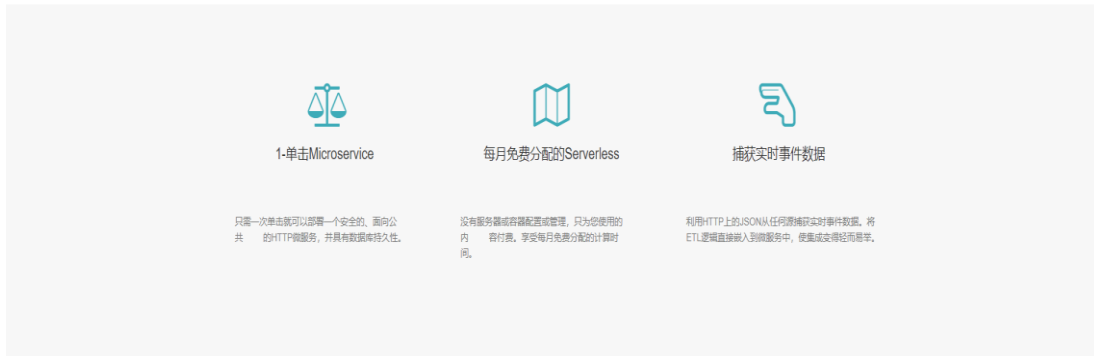 1-单击Microservice
每月免费分配的Serverless
捕获实时事件数据
只需一次单击就可以部署一个安全的、面向公
共 的HTTP微服务，并具有数据库持久性。
没有服务器或容器配置或管理，只为您使用的
内 容付费。享受每月免费分配的计算时
间。
利用HTTP上的JSON从任何源捕获实时事件数据。将
ETL逻辑直接嵌入到微服务中，使集成变得轻而易举。